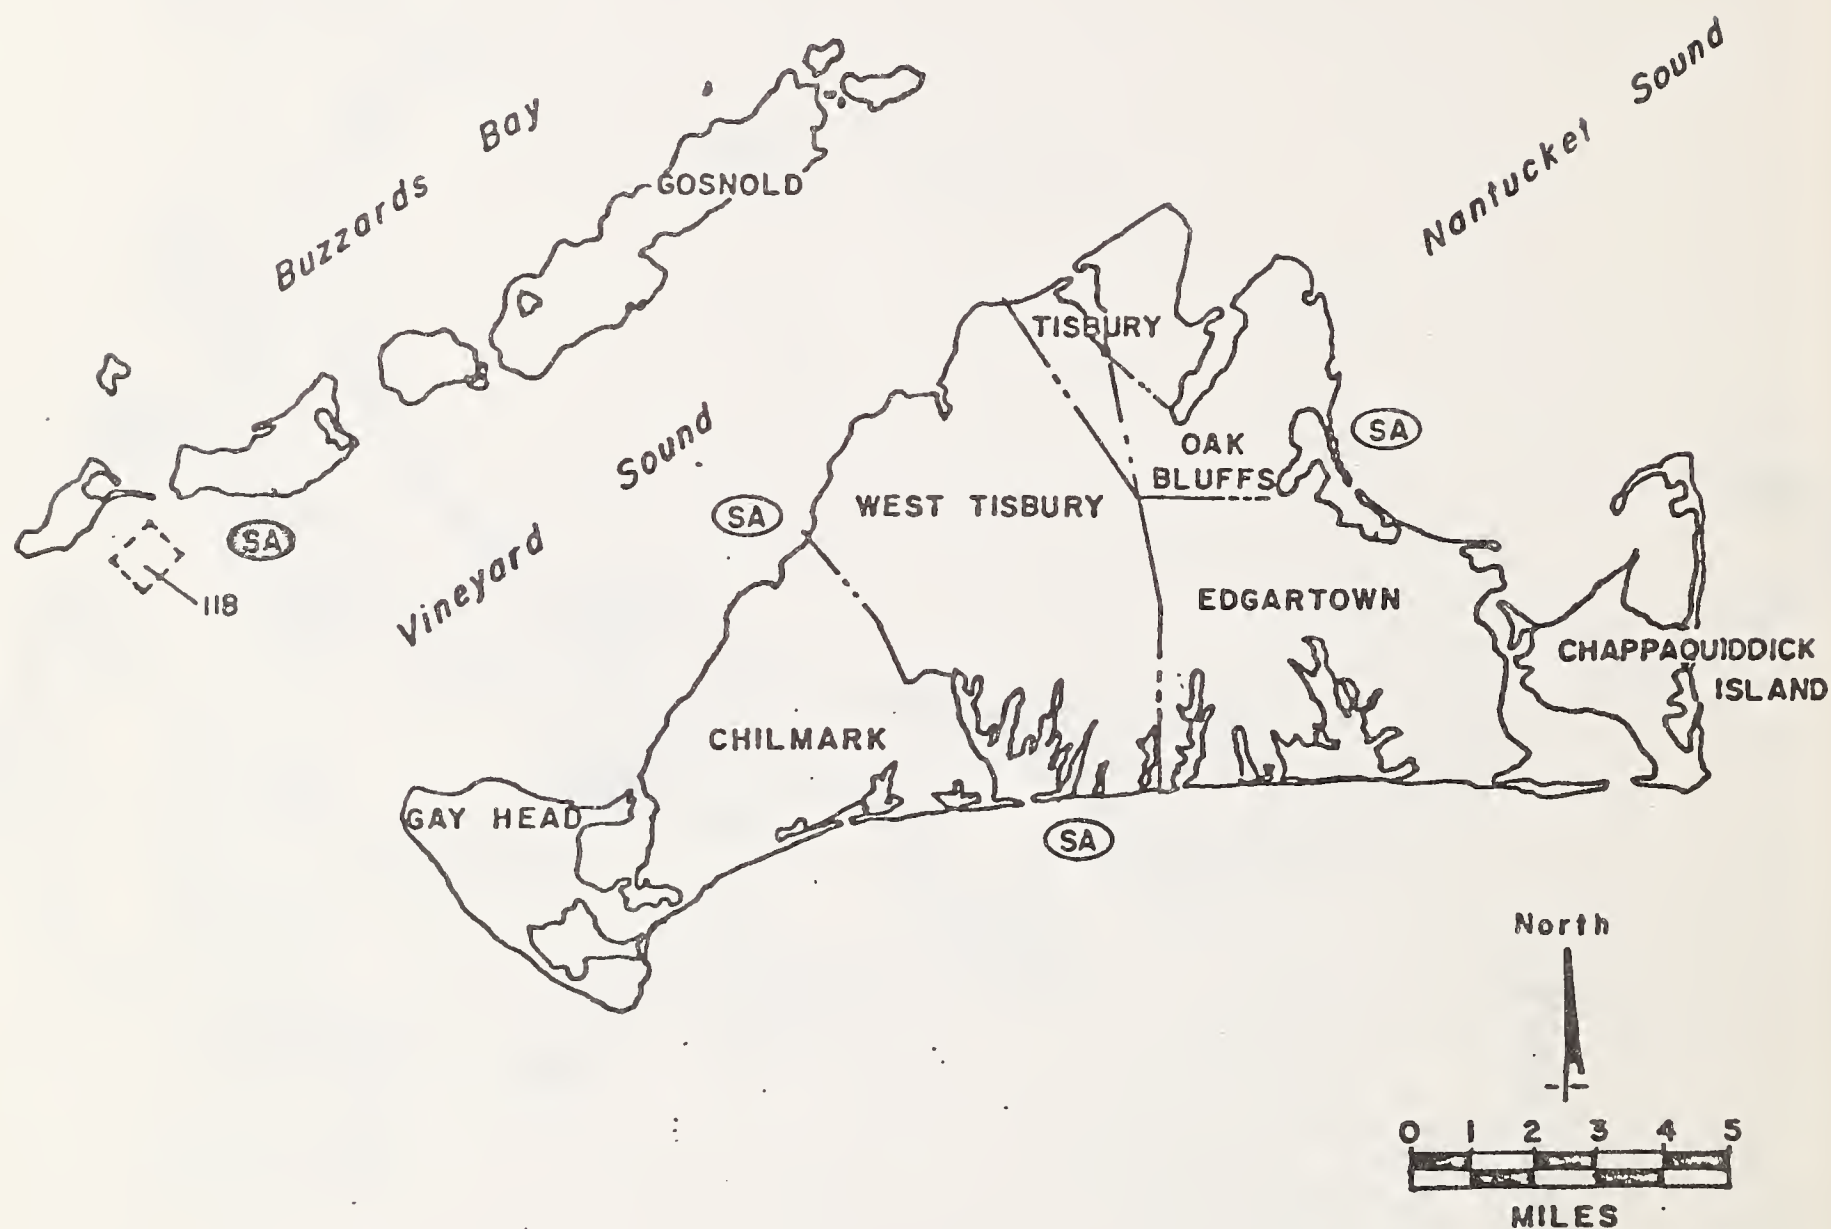 Buzzards Bay
Nantucket Sound
GOSNOLD
TISBURY
Vineyard Sound
OAK
BLUFFS
SA
WEST TISBURY
SA
SA
118
EDGARTOWN
CHAPPAQUIDDICK
ISLAND
CHILMARK
GAY HEAD
SA
North
0 1 2 3 4 5
MILES